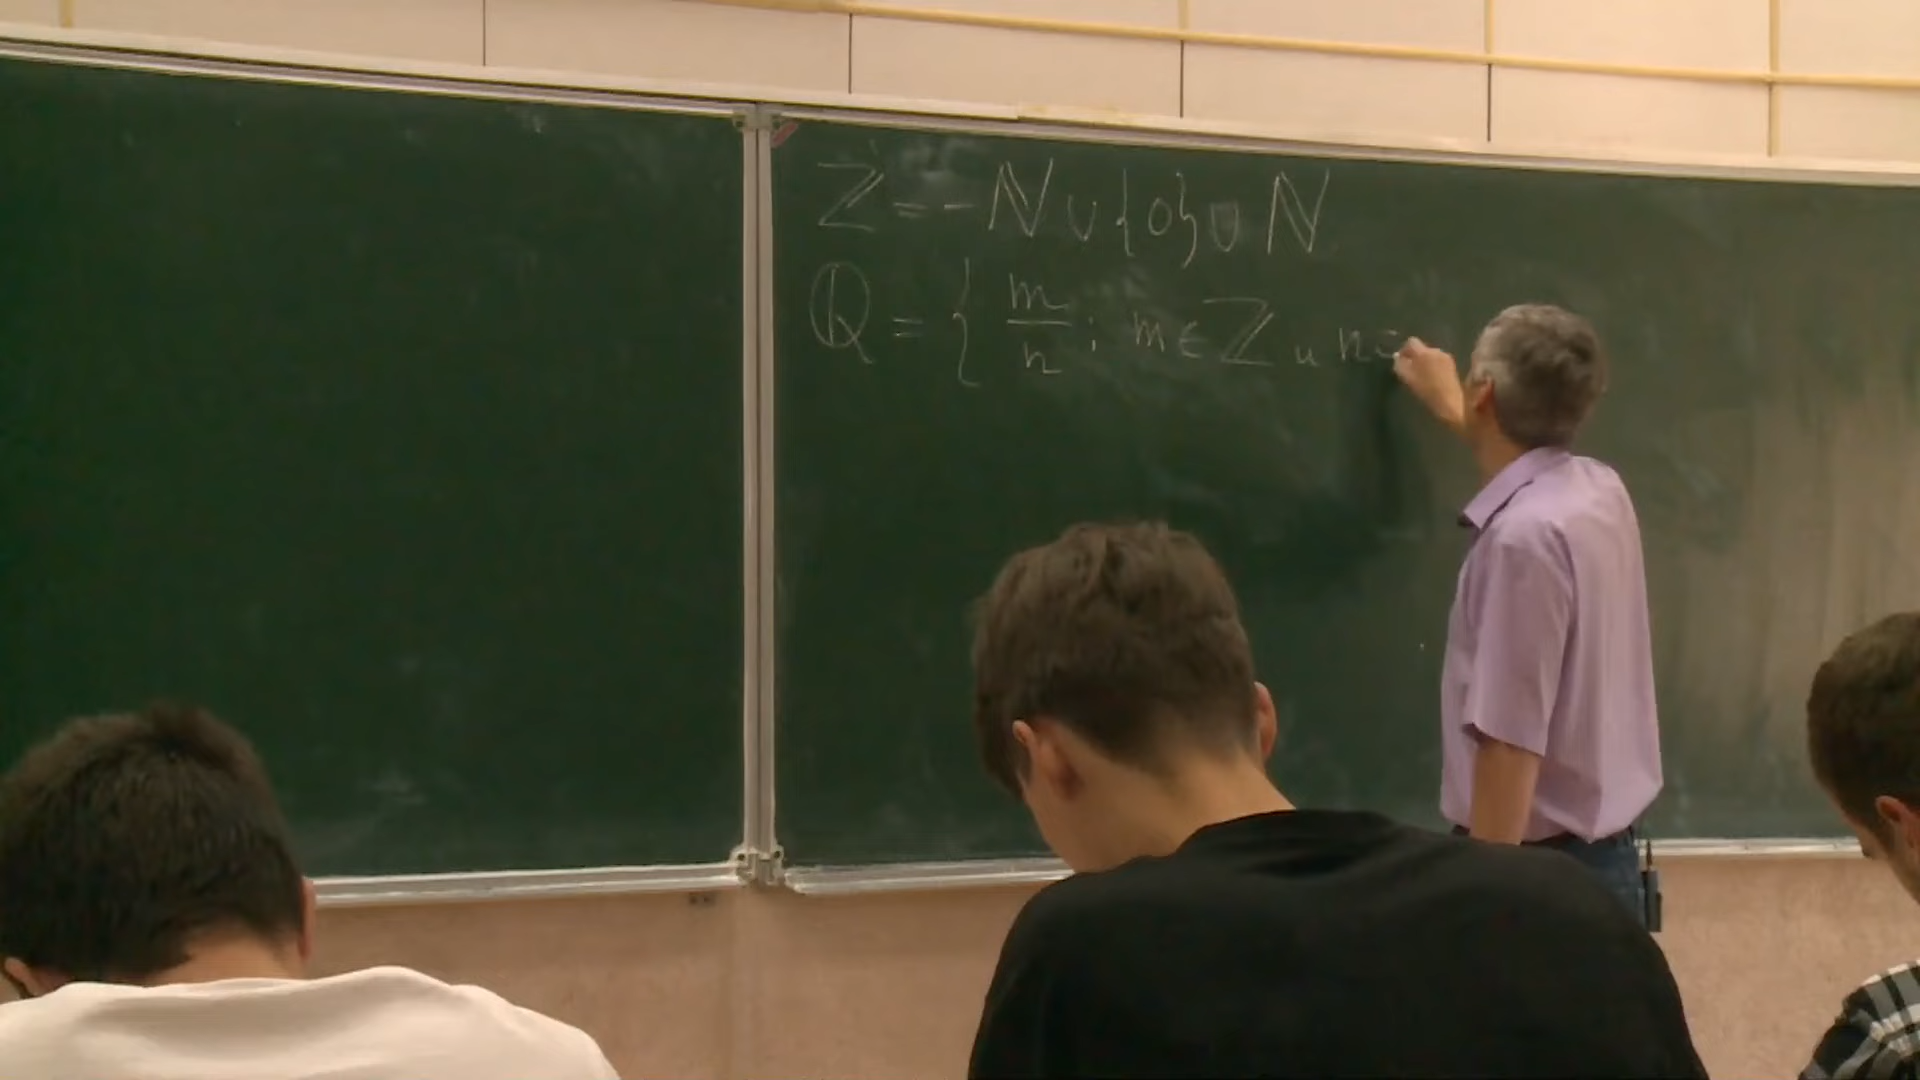 ℤ = -ℕ ∪ {0} ∪ ℕ
ℚ = { m/n ; m ∈ ℤ и n